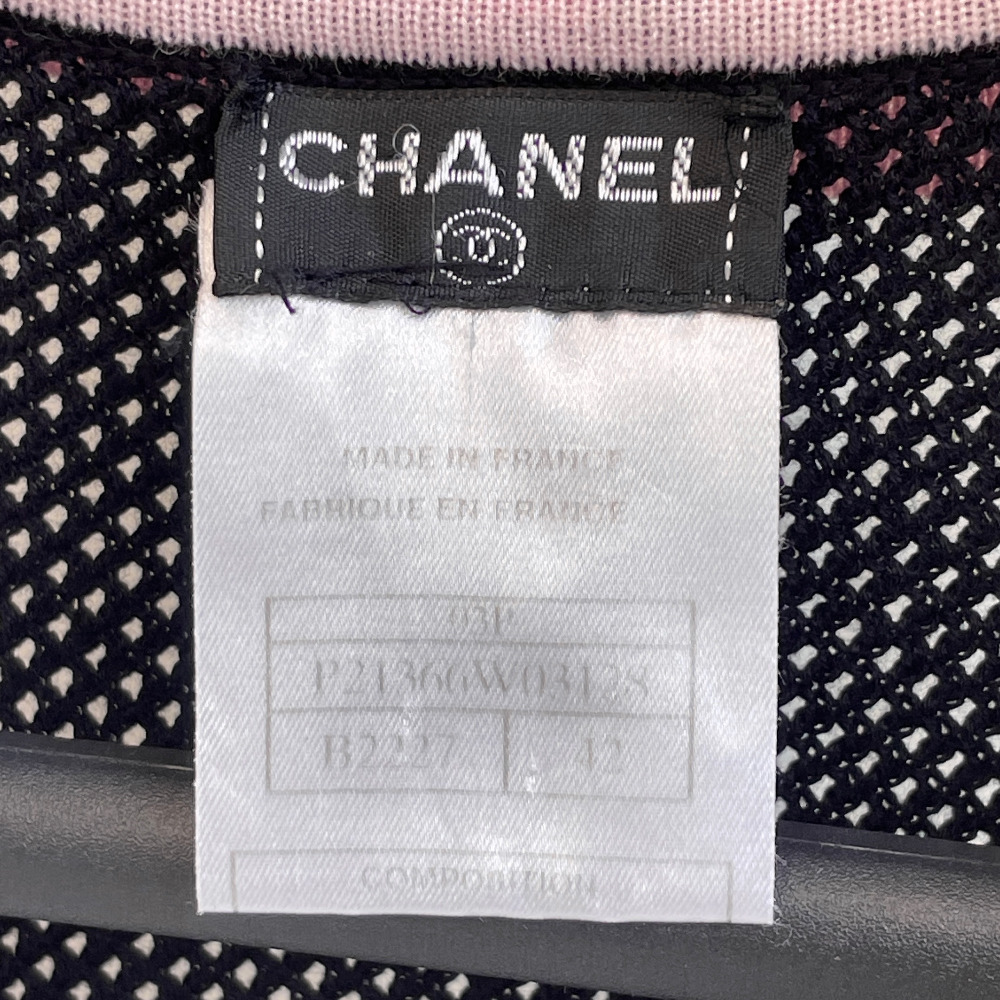 CHANEL
MADE IN FRANCE
FABRIQUE EN FRANCE
03P
P21366W03128
B2227 42
COMPOSITION